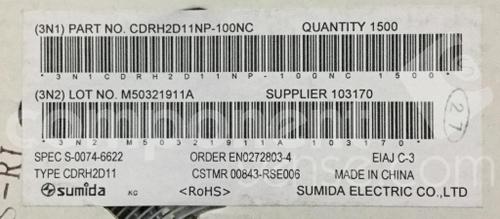 (3N1) PART NO. CDRH2D11NP-100NC QUANTITY 1500
*3N1CDRH2D11NP-100NC 1500*
(3N2) LOT NO. M50321911A SUPPLIER 103170
*3N2 M50321911A 103170*
27
SPEC S-0074-6622 ORDER EN0272803-4 EIAJ C-3
TYPE CDRH2D11 CSTMR 00843-RSE006 MADE IN CHINA
sumida KC <RoHS> SUMIDA ELECTRIC CO.,LTD